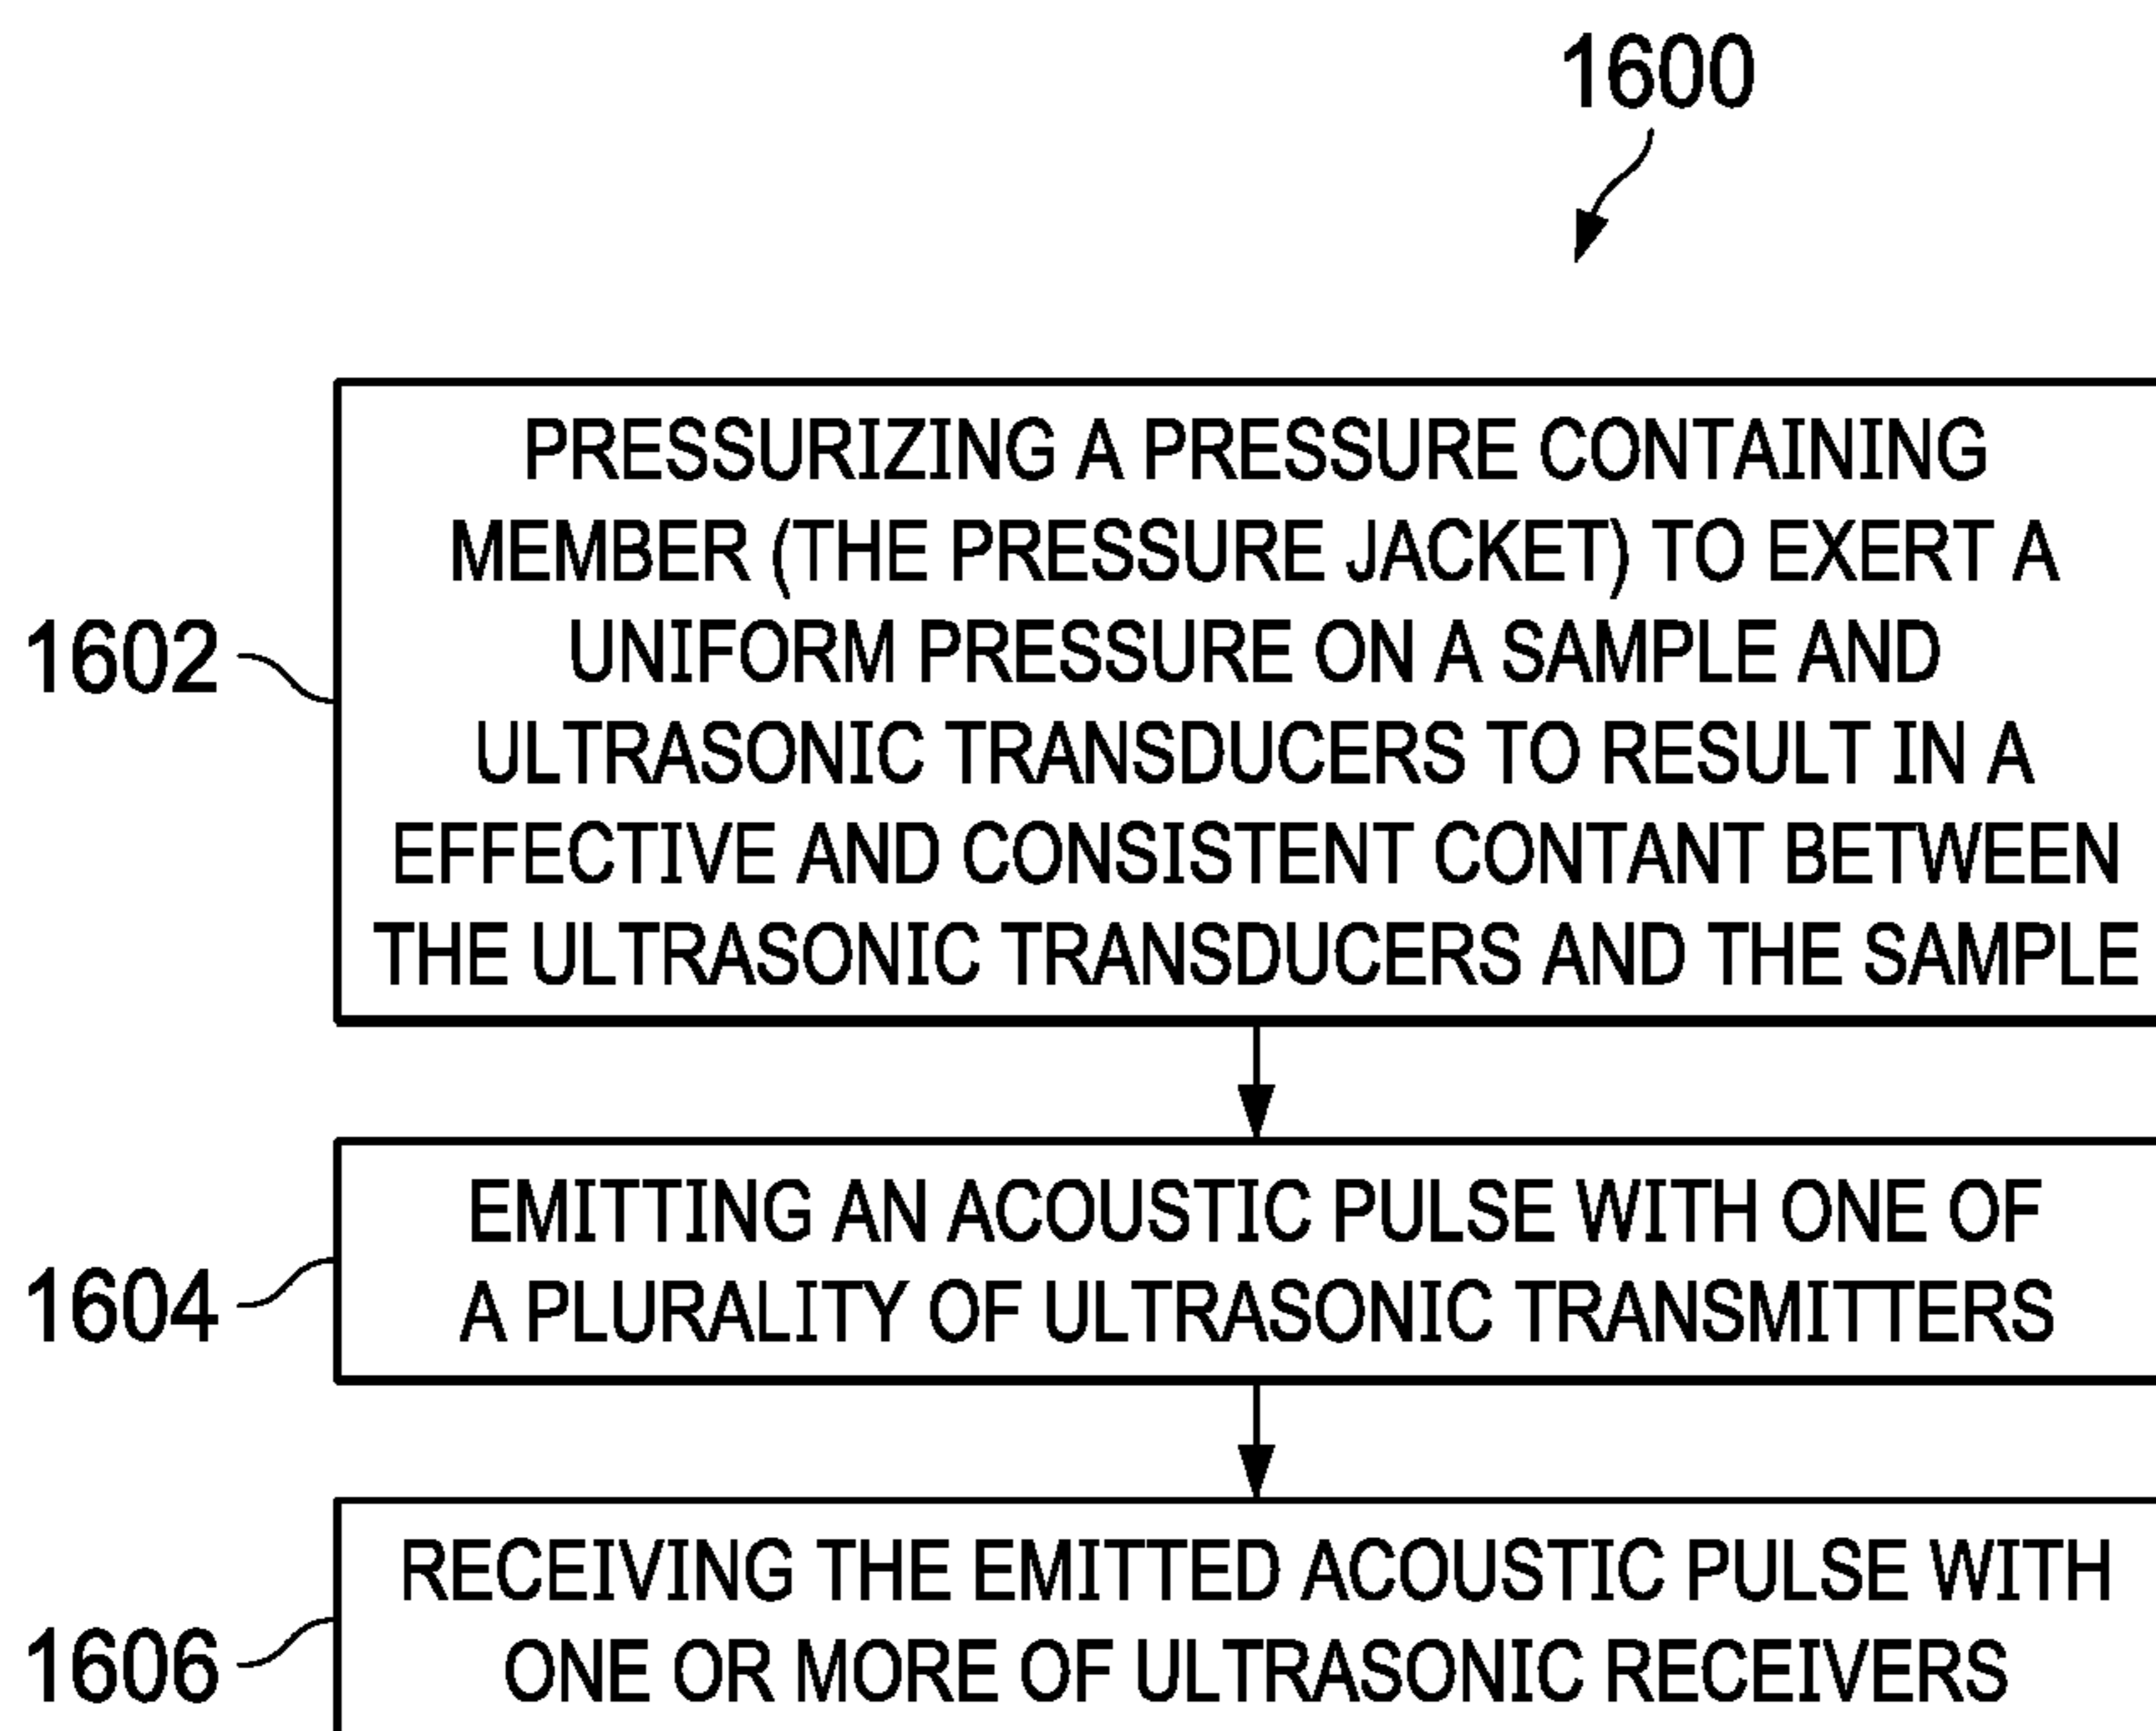 1600
PRESSURIZING A PRESSURE CONTAINING
MEMBER (THE PRESSURE JACKET) TO EXERT A
1602
UNIFORM PRESSURE ON A SAMPLE AND
ULTRASONIC TRANSDUCERS TO RESULT IN A
EFFECTIVE AND CONSISTENT CONTANT BETWEEN
THE ULTRASONIC TRANSDUCERS AND THE SAMPLE
EMITTING AN ACOUSTIC PULSE WITH ONE OF
1604
A PLURALITY OF ULTRASONIC TRANSMITTERS
RECEIVING THE EMITTED ACOUSTIC PULSE WITH
1606
ONE OR MORE OF ULTRASONIC RECEIVERS